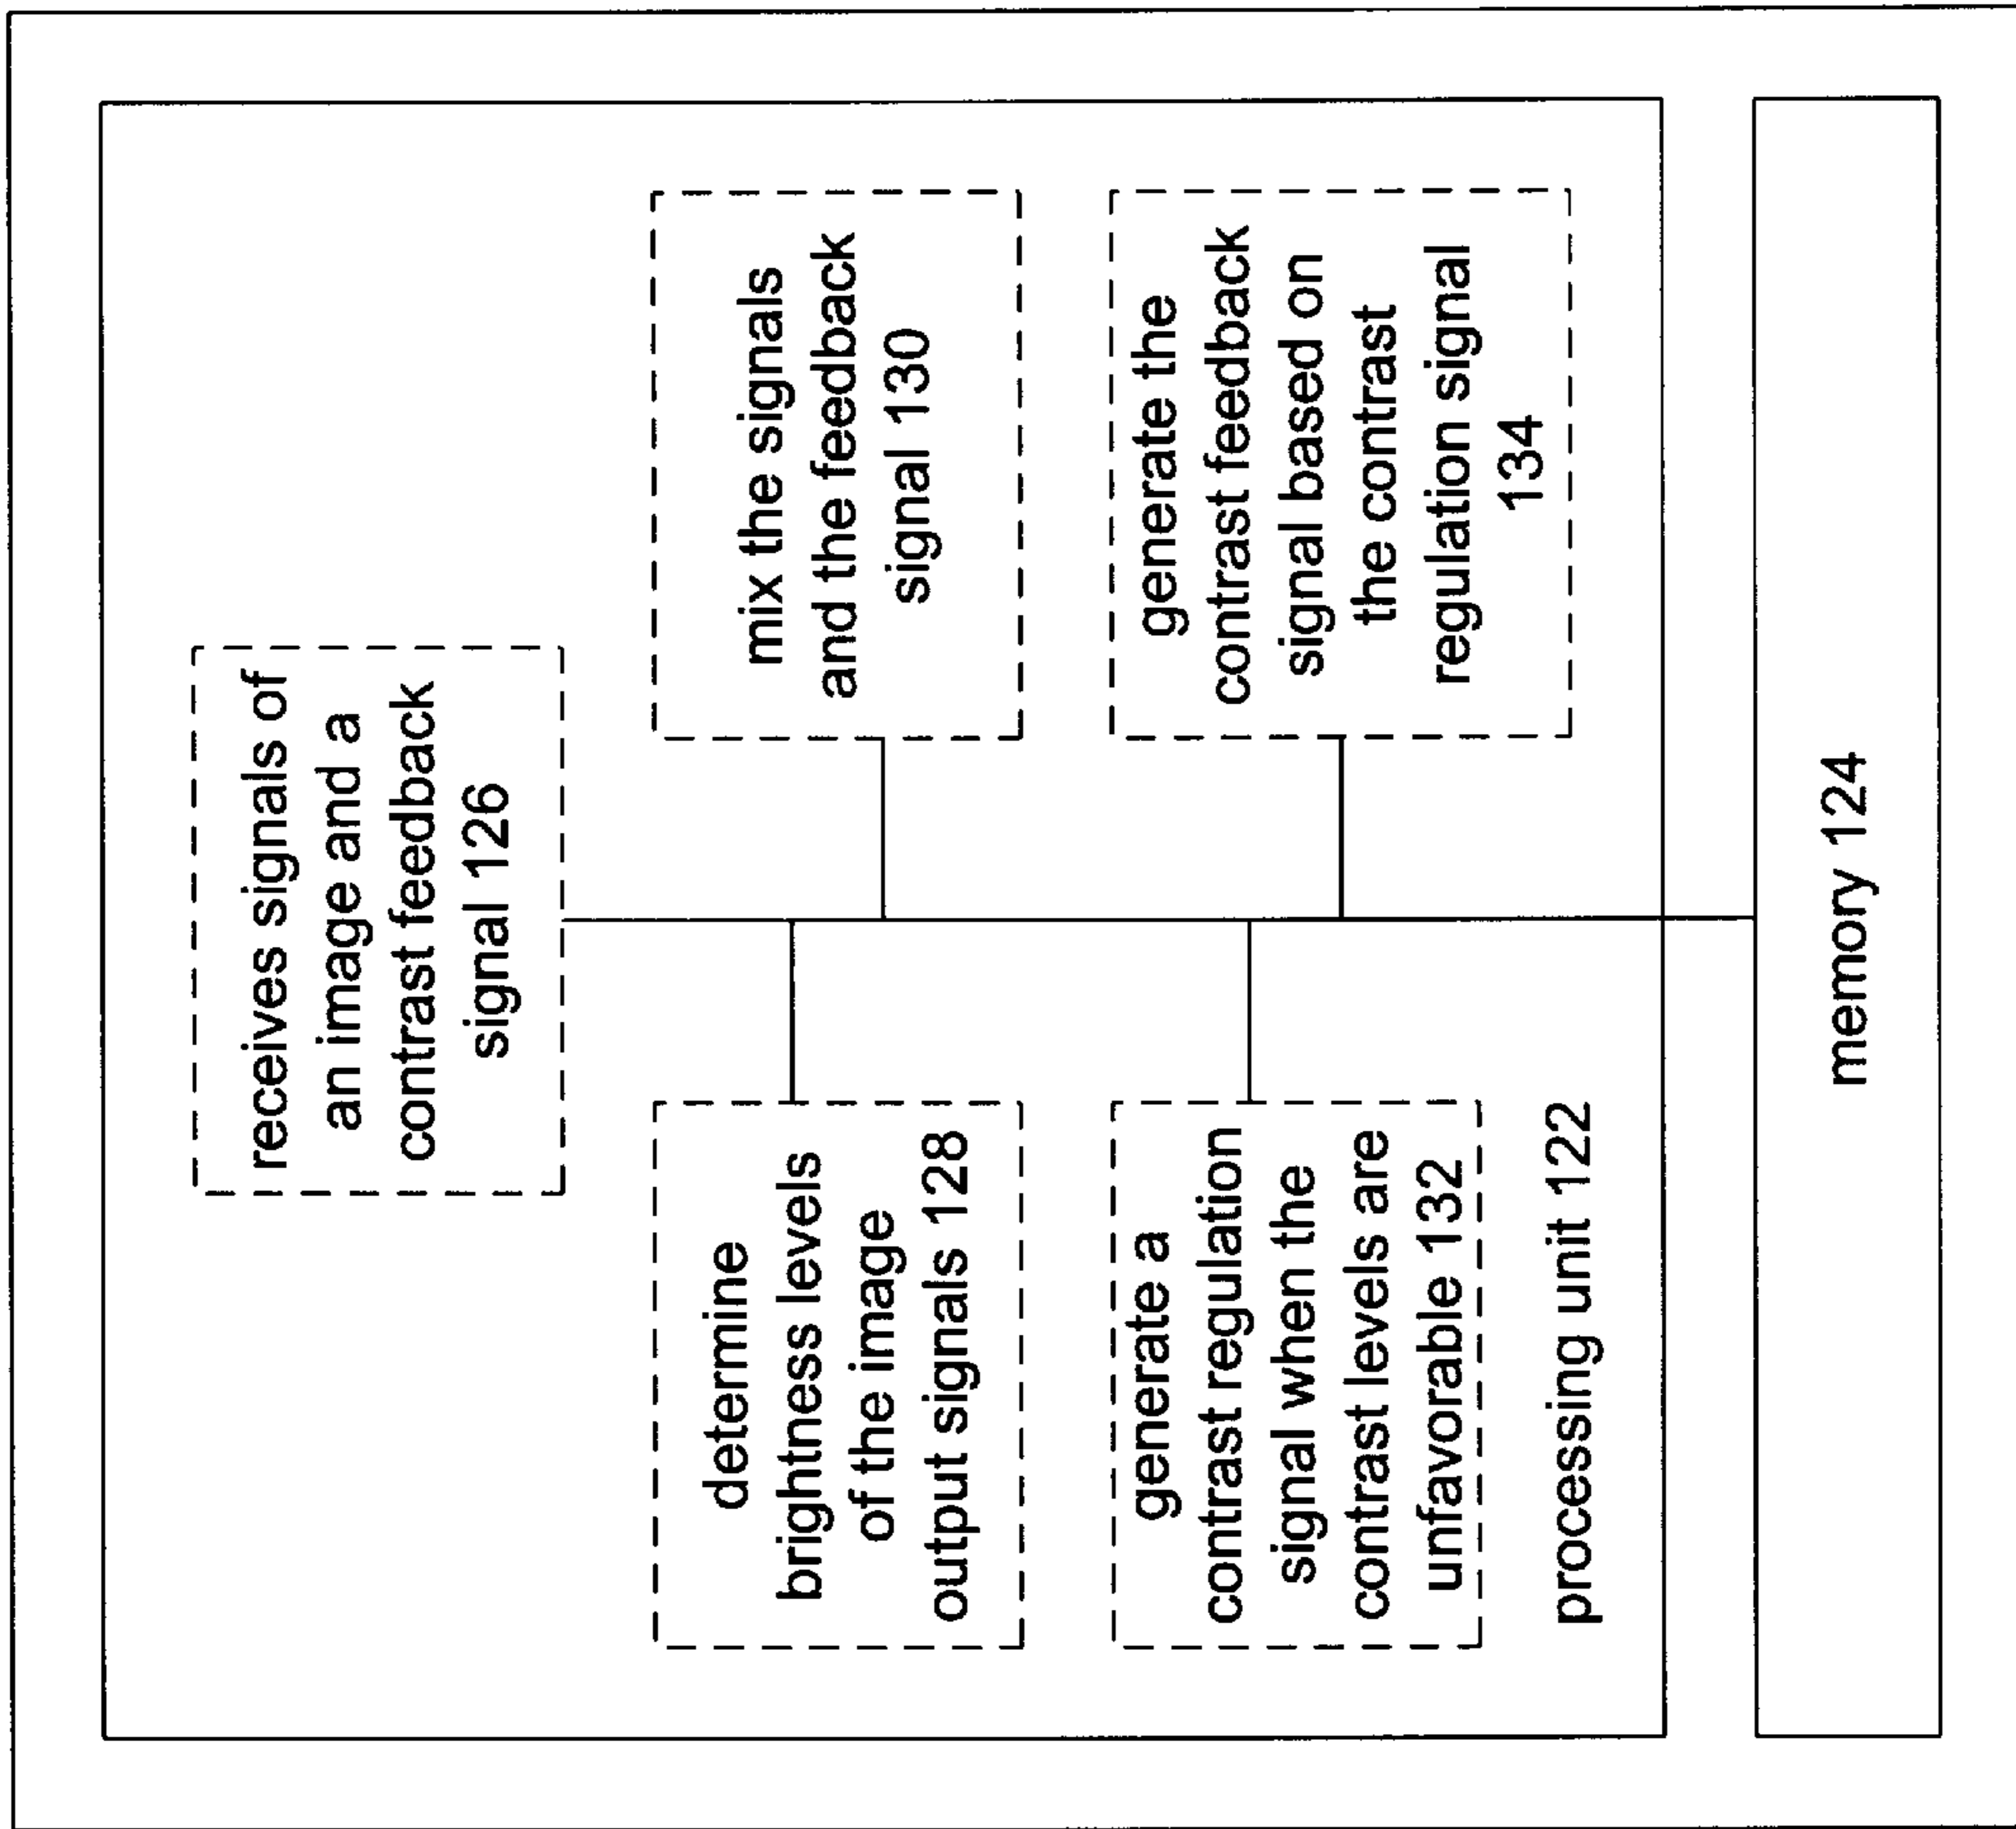 receives signals of
an image and a
contrast feedback
signal 126
determine
brightness levels
of the image
output signals 128
mix the signals
and the feedback
signal 130
generate a
contrast regulation
signal when the
contrast levels are
unfavorable 132
generate the
contrast feedback
signal based on
the contrast
regulation signal
134
processing unit 122
memory 124